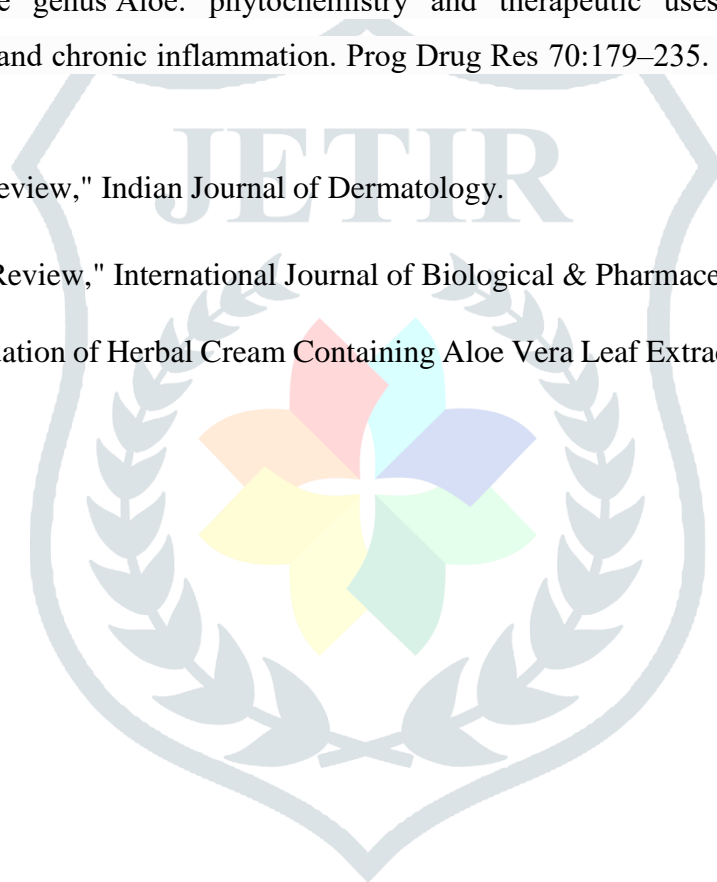 genus Aloe: phytochemistry and therapeutic uses
and chronic inflammation. Prog Drug Res 70:179–235.
JETIR
eview," Indian Journal of Dermatology.
Review," International Journal of Biological & Pharmace
uation of Herbal Cream Containing Aloe Vera Leaf Extrac